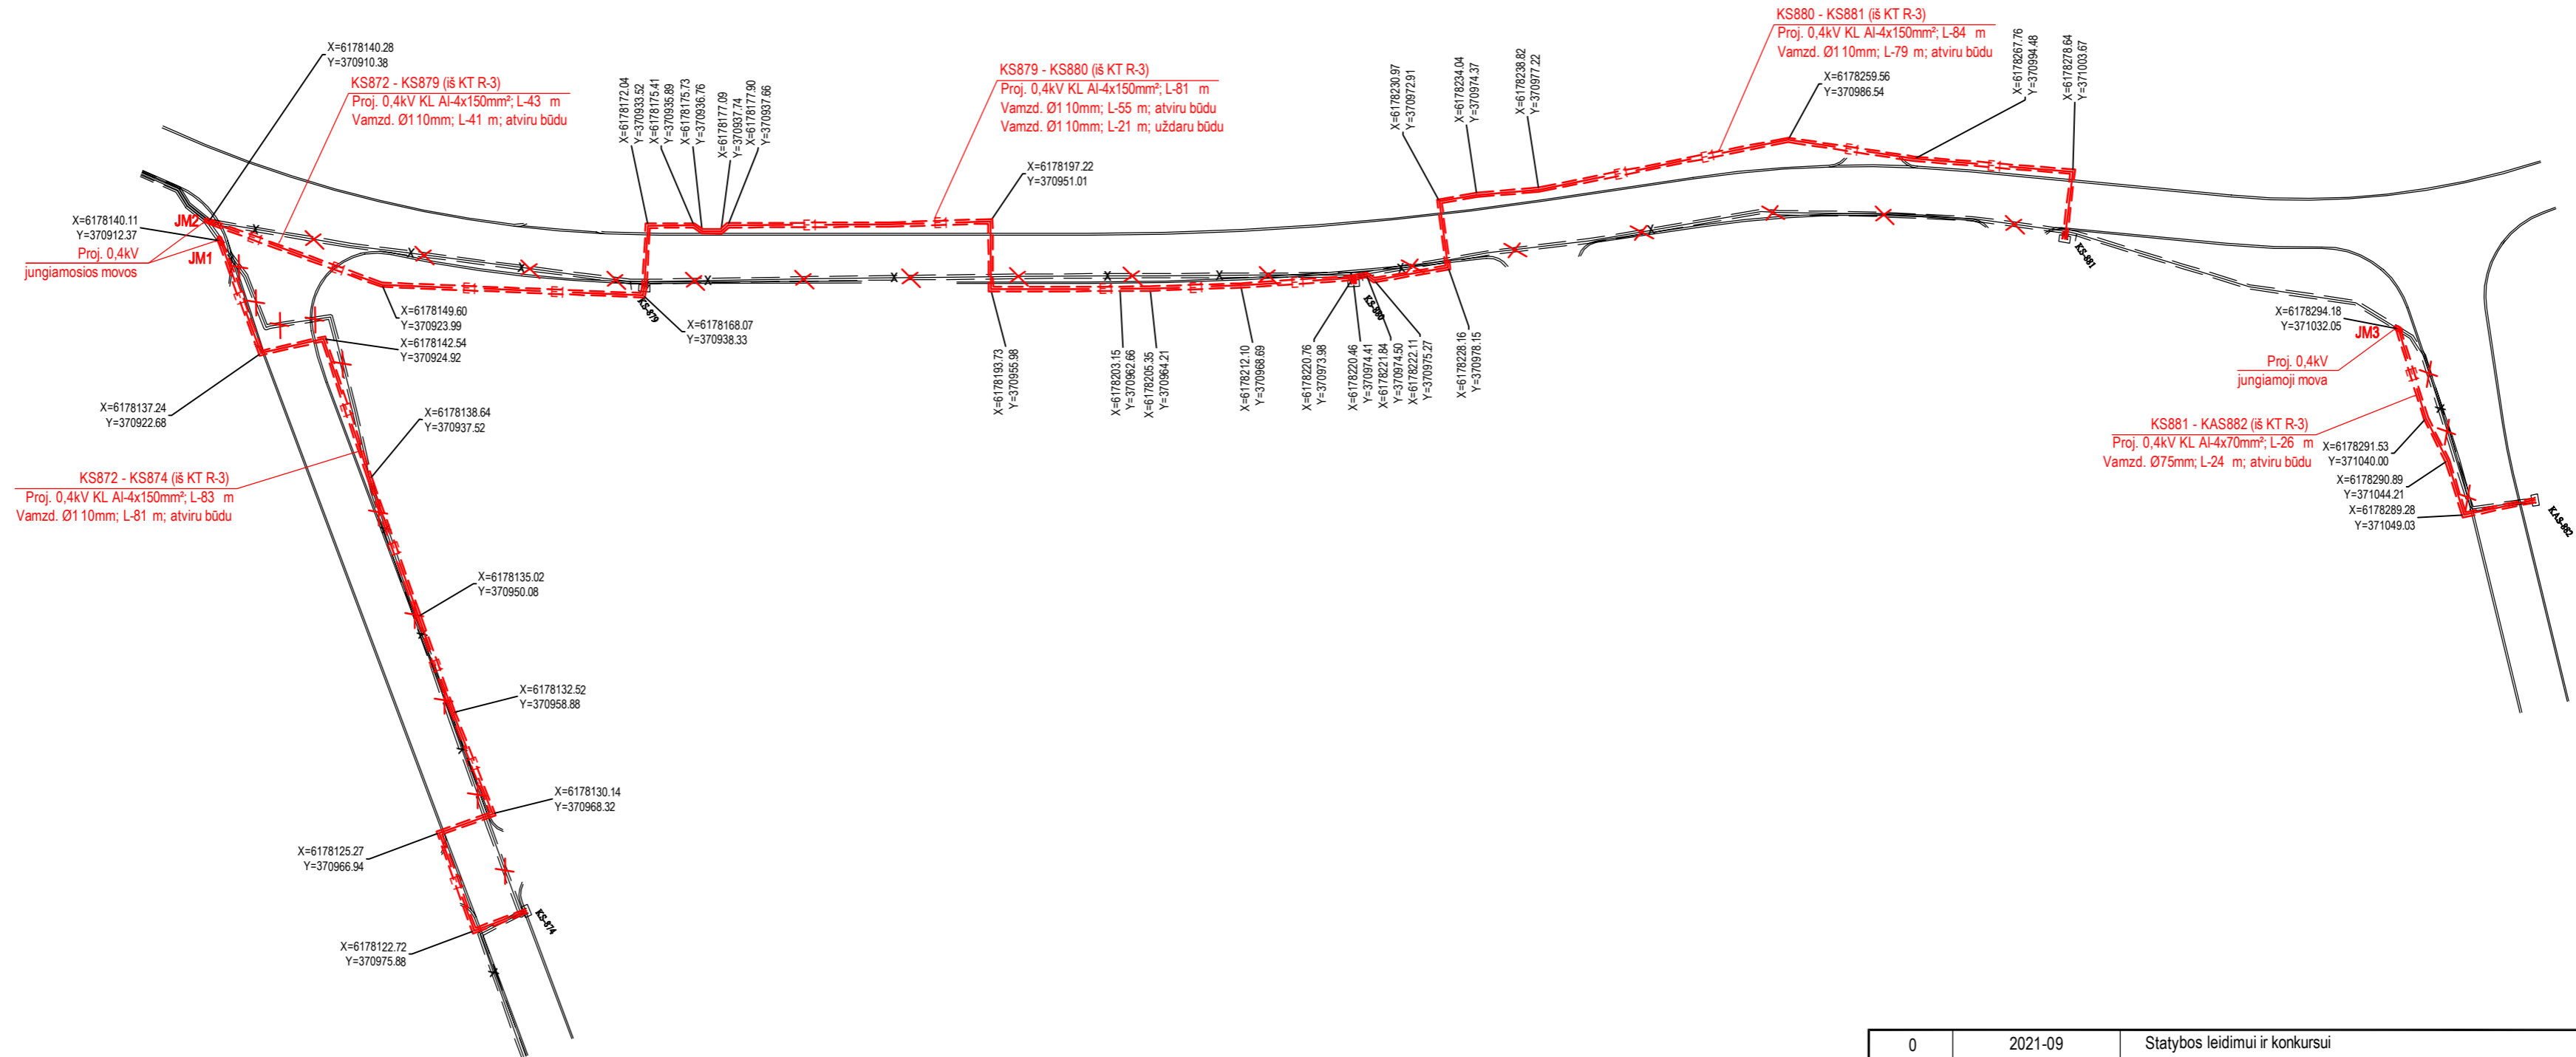 X=6178140.28
Y=370910.38
KS872 - KS879 (iš KT R-3)
Proj. 0,4kV KL Al-4x150mm²; L-43 m
Vamzd. Ø110mm; L-41 m; atviru būdu
X=6178140.11
Y=370912.37
JM2
JM1
Proj. 0,4kV
jungiamosios movos
X=6178172.04
Y=370933.52
X=6178175.41
Y=370935.89
X=6178175.73
Y=370936.76
X=6178177.09
Y=370937.74
X=6178177.90
Y=370937.66
KS879 - KS880 (iš KT R-3)
Proj. 0,4kV KL Al-4x150mm²; L-81 m
Vamzd. Ø110mm; L-55 m; atviru būdu
Vamzd. Ø110mm; L-21 m; uždaru būdu
X=6178197.22
Y=370951.01
X=6178230.97
Y=370972.91
X=6178234.04
Y=370974.37
X=6178238.82
Y=370977.22
KS880 - KS881 (iš KT R-3)
Proj. 0,4kV KL Al-4x150mm²; L-84 m
Vamzd. Ø110mm; L-79 m; atviru būdu
X=6178259.56
Y=370986.54
X=6178267.76
Y=370994.48
X=6178278.64
Y=371003.67
X=6178149.60
Y=370923.99
X=6178142.54
Y=370924.92
KS-879
X=6178168.07
Y=370938.33
X=6178193.73
Y=370955.98
X=6178203.15
Y=370962.66
X=6178205.35
Y=370964.21
X=6178212.10
Y=370968.69
X=6178220.76
Y=370973.98
KS-880
X=6178220.46
Y=370974.41
X=6178221.84
Y=370974.50
X=6178222.11
Y=370975.27
X=6178228.16
Y=370978.15
KS-881
X=6178294.18
Y=371032.05
JM3
Proj. 0,4kV
jungiamoji mova
KS881 - KAS882 (iš KT R-3)
Proj. 0,4kV KL Al-4x70mm²; L-26 m
Vamzd. Ø75mm; L-24 m; atviru būdu
X=6178291.53
Y=371040.00
X=6178290.89
Y=371044.21
X=6178289.28
Y=371049.03
KAS-882
X=6178137.24
Y=370922.68
X=6178138.64
Y=370937.52
KS872 - KS874 (iš KT R-3)
Proj. 0,4kV KL Al-4x150mm²; L-83 m
Vamzd. Ø110mm; L-81 m; atviru būdu
X=6178135.02
Y=370950.08
X=6178132.52
Y=370958.88
X=6178130.14
Y=370968.32
X=6178125.27
Y=370966.94
KS-874
X=6178122.72
Y=370975.88
0 2021-09 Statybos leidimui ir konkursui